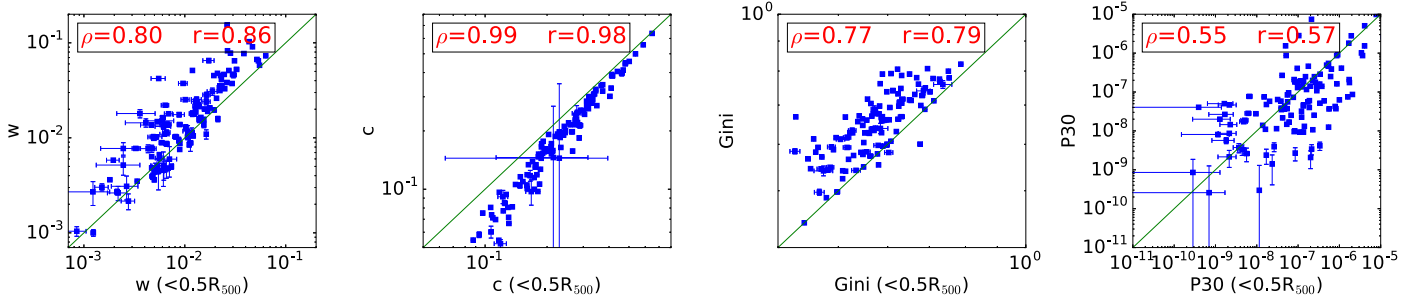 ρ=0.80 r=0.86
10⁻¹
10⁻²
10⁻³
w
10⁻³ 10⁻² 10⁻¹
w (<0.5R₅₀₀)
ρ=0.99 r=0.98
10⁻¹
c
10⁻¹
c (<0.5R₅₀₀)
ρ=0.77 r=0.79
10⁰
Gini
10⁰
Gini (<0.5R₅₀₀)
ρ=0.55 r=0.57
10⁻⁵
10⁻⁶
10⁻⁷
10⁻⁸
10⁻⁹
10⁻¹⁰
10⁻¹¹
P30
10⁻¹¹ 10⁻¹⁰ 10⁻⁹ 10⁻⁸ 10⁻⁷ 10⁻⁶ 10⁻⁵
P30 (<0.5R₅₀₀)